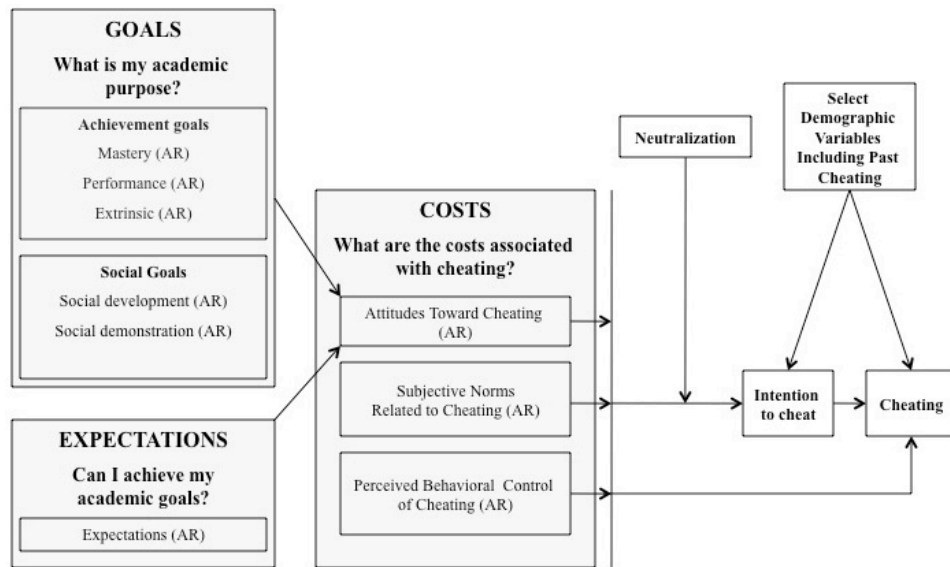 GOALS
What is my academic
purpose?
Achievement goals
Mastery (AR)
Performance (AR)
Extrinsic (AR)
Social Goals
Social development (AR)
Social demonstration (AR)
EXPECTATIONS
Can I achieve my
academic goals?
Expectations (AR)
COSTS
What are the costs associated
with cheating?
Attitudes Toward Cheating
(AR)
Subjective Norms
Related to Cheating (AR)
Perceived Behavioral Control
of Cheating (AR)
Neutralization
Select
Demographic
Variables
Including Past
Cheating
Intention
to cheat
Cheating